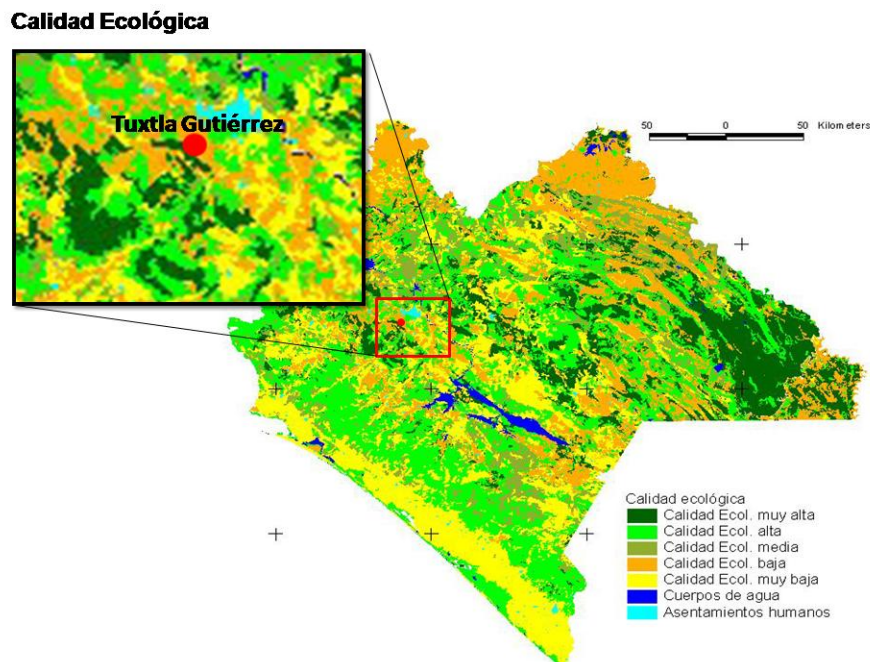 Calidad Ecológica
Tuxtla Gutiérrez
50 0 50 Kilometers
Calidad ecológica
Calidad Ecol. muy alta
Calidad Ecol. alta
Calidad Ecol. media
Calidad Ecol. baja
Calidad Ecol. muy baja
Cuerpos de agua
Asentamientos humanos